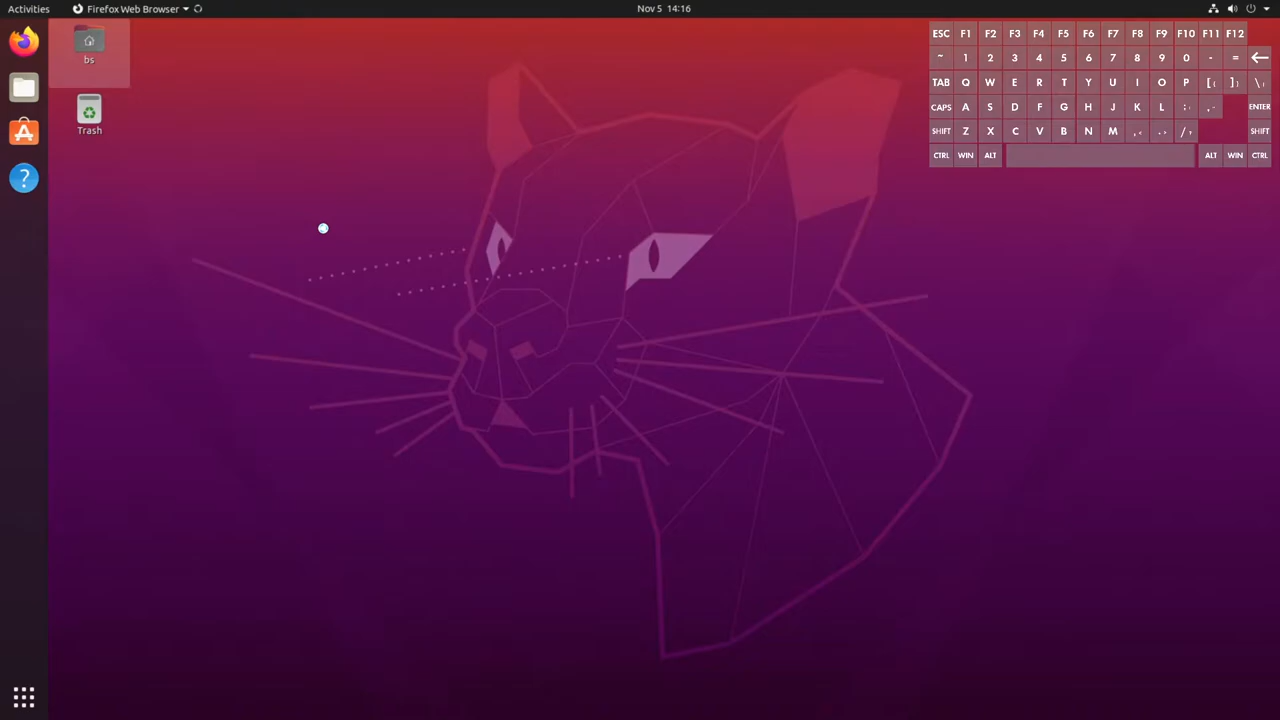 Activities Firefox Web Browser Nov 5 14:16
bs
Trash
?
ESC F1 F2 F3 F4 F5 F6 F7 F8 F9 F10 F11 F12
~ 1 2 3 4 5 6 7 8 9 0 - = ←
TAB Q W E R T Y U I O P [{ ]} \
CAPS A S D F G H J K L ENTER
SHIFT Z X C V B N M ,< .> /? SHIFT
CTRL WIN ALT ALT WIN CTRL